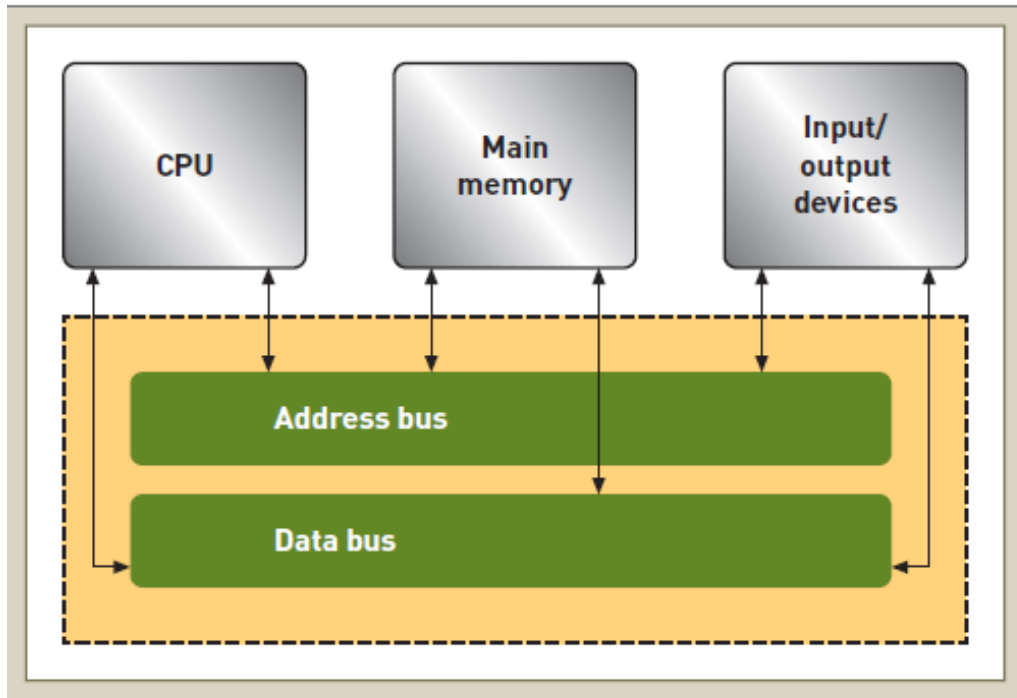 CPU
Main
memory
Input/
output
devices
Address bus
Data bus